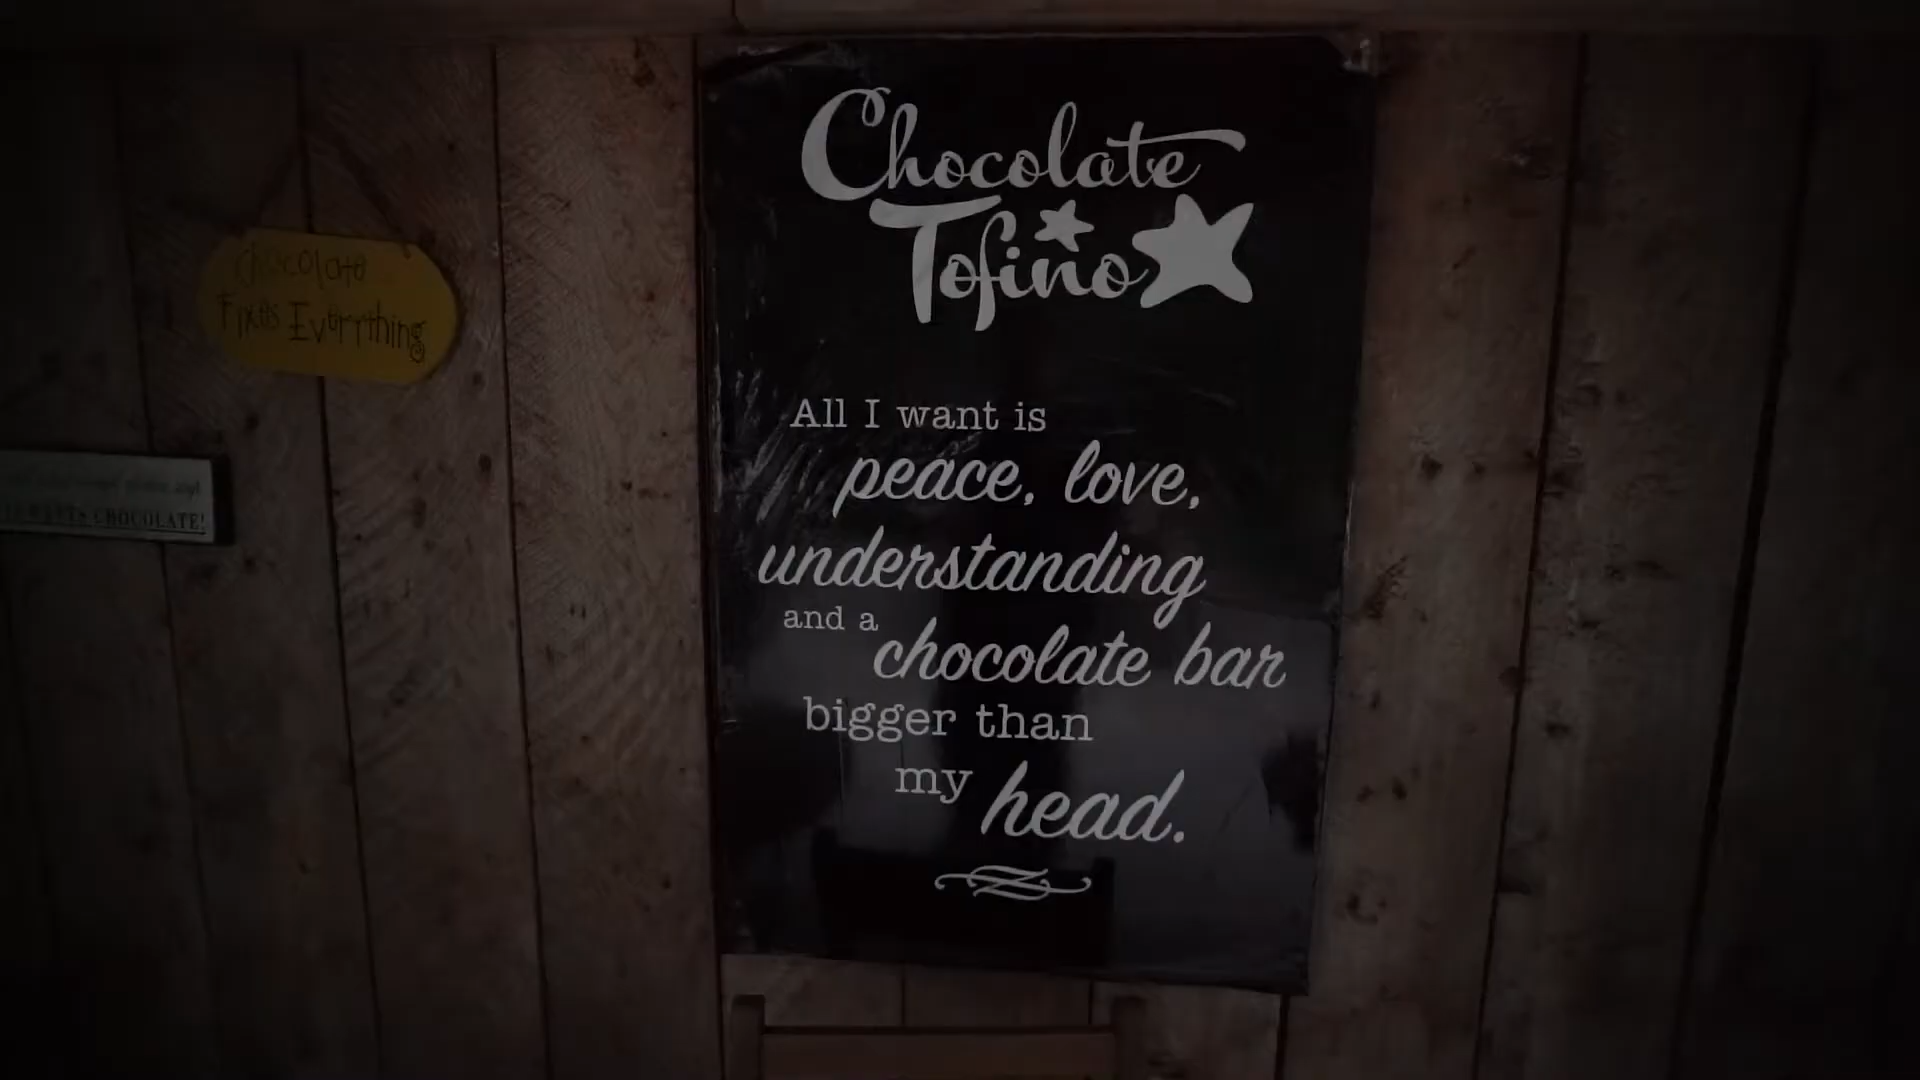 Chocolate
Tofino
All I want is
peace, love,
understanding
and a
chocolate bar
bigger than
my head.
Chocolate
Fixes Everything
CHOCOLATE!